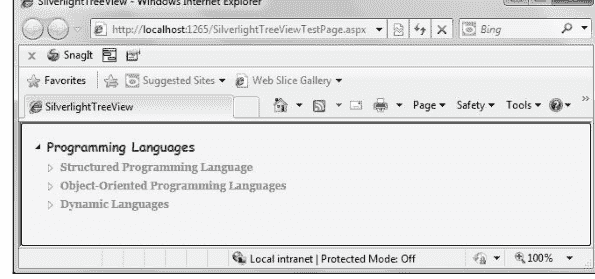 SilverlightTreeView - Windows Internet Explorer
http://localhost:1265/SilverlightTreeViewTestPage.aspx Bing
x SnagIt
Favorites Suggested Sites Web Slice Gallery
SilverlightTreeView Page Safety Tools
Programming Languages
Structured Programming Language
Object-Oriented Programming Languages
Dynamic Languages
Local intranet | Protected Mode: Off 100%